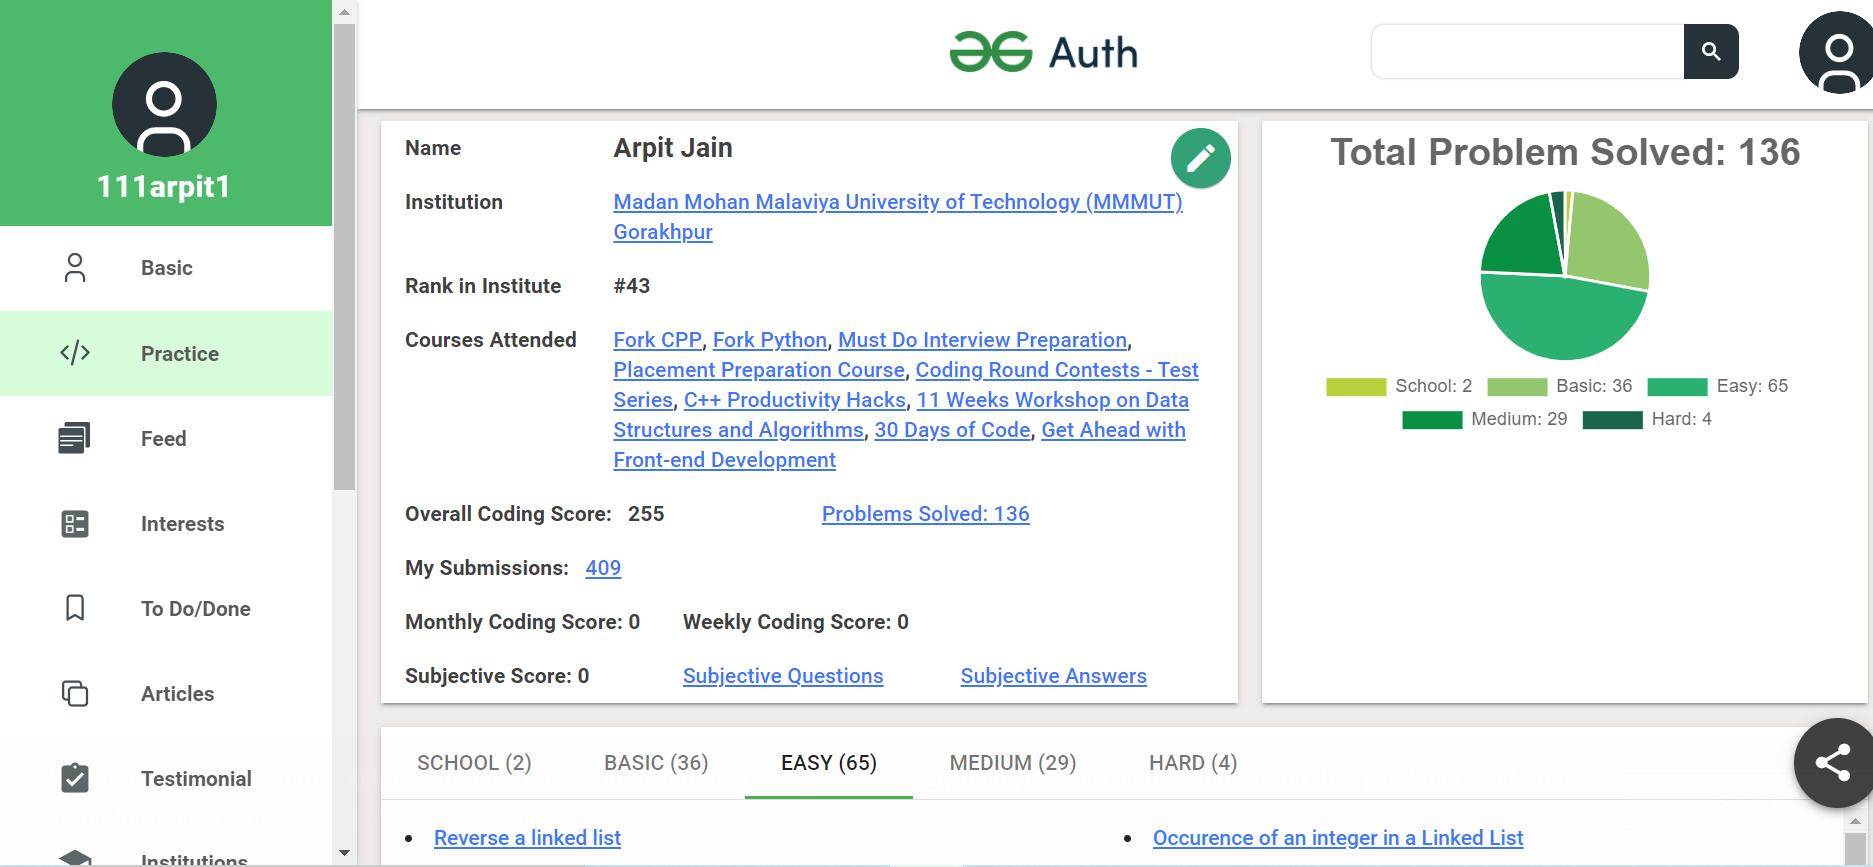 111arpit1
Basic
Practice
Feed
Interests
To Do/Done
Articles
Testimonial
Institutions
Auth
Name Arpit Jain
Institution Madan Mohan Malaviya University of Technology (MMMUT)
Gorakhpur
Rank in Institute #43
Courses Attended Fork CPP, Fork Python, Must Do Interview Preparation,
Placement Preparation Course, Coding Round Contests - Test
Series, C++ Productivity Hacks, 11 Weeks Workshop on Data
Structures and Algorithms, 30 Days of Code, Get Ahead with
Front-end Development
Overall Coding Score: 255 Problems Solved: 136
My Submissions: 409
Monthly Coding Score: 0 Weekly Coding Score: 0
Subjective Score: 0 Subjective Questions Subjective Answers
Total Problem Solved: 136
School: 2 Basic: 36 Easy: 65
Medium: 29 Hard: 4
SCHOOL (2) BASIC (36) EASY (65) MEDIUM (29) HARD (4)
Reverse a linked list Occurence of an integer in a Linked List